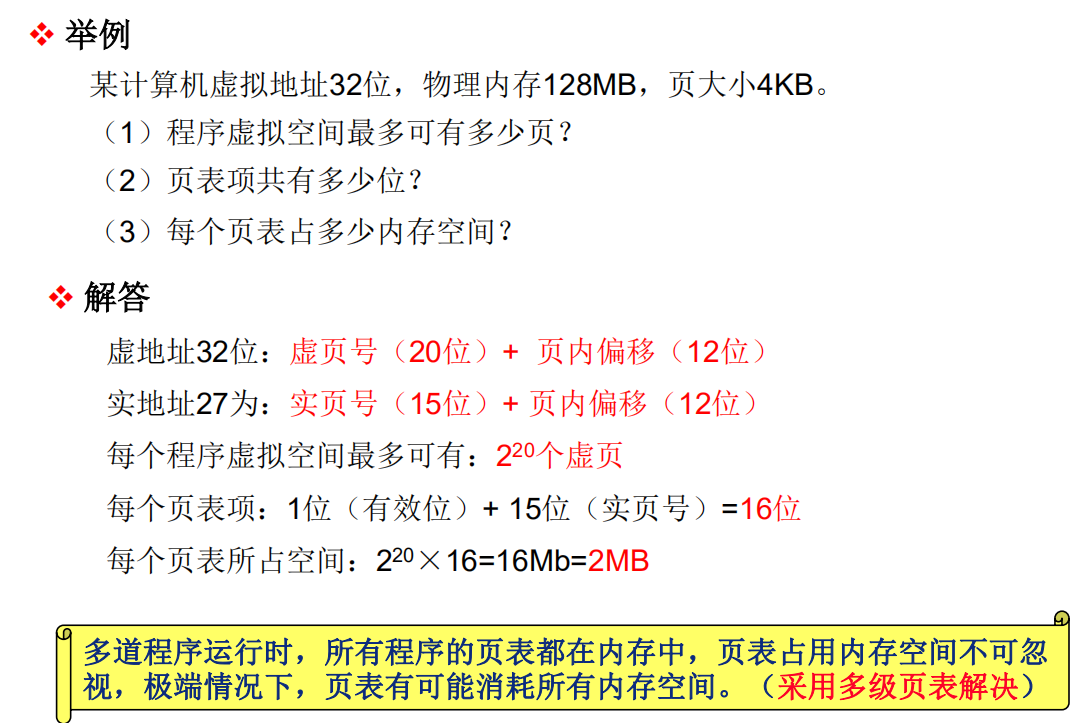 举例
某计算机虚拟地址32位，物理内存128MB，页大小4KB。
（1）程序虚拟空间最多可有多少页？
（2）页表项共有多少位？
（3）每个页表占多少内存空间？
解答
虚地址32位：虚页号（20位）+ 页内偏移（12位）
实地址27为：实页号（15位）+ 页内偏移（12位）
每个程序虚拟空间最多可有：2²⁰个虚页
每个页表项：1位（有效位）+ 15位（实页号）=16位
每个页表所占空间：2²⁰×16=16Mb=2MB
多道程序运行时，所有程序的页表都在内存中，页表占用内存空间不可忽
视，极端情况下，页表有可能消耗所有内存空间。（采用多级页表解决）